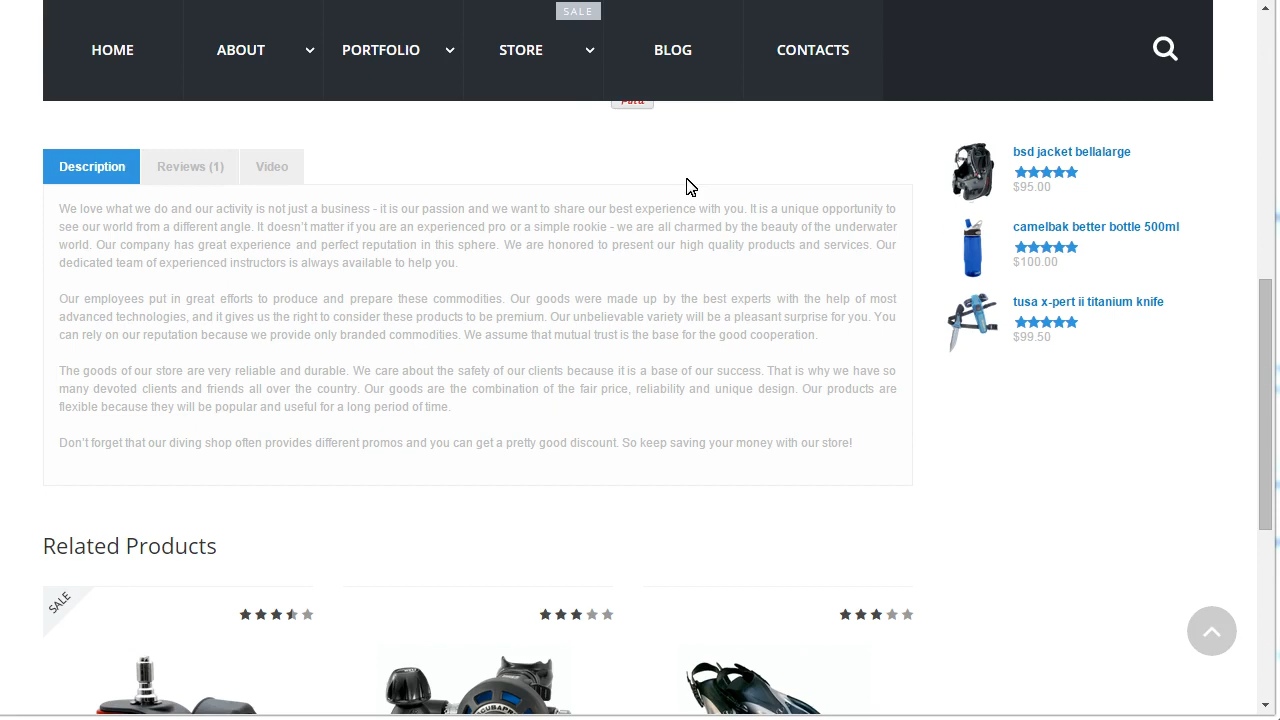 SALE
HOME
ABOUT
PORTFOLIO
STORE
BLOG
CONTACTS
Description
Reviews (1)
Video
We love what we do and our activity is not just a business - it is our passion and we want to share our best experience with you. It is a unique opportunity to
see our world from a different angle. It doesn't matter if you are an experienced pro or a simple rookie - we are all charmed by the beauty of the underwater
world. Our company has great experience and perfect reputation in this sphere. We are honored to present our high quality products and services. Our
dedicated team of experienced instructors is always available to help you.
Our employees put in great efforts to produce and prepare these commodities. Our goods were made up by the best experts with the help of most
advanced technologies, and it gives us the right to consider these products to be premium. Our unbelievable variety will be a pleasant surprise for you. You
can rely on our reputation because we provide only branded commodities. We assume that mutual trust is the base for the good cooperation.
The goods of our store are very reliable and durable. We care about the safety of our clients because it is a base of our success. That is why we have so
many devoted clients and friends all over the country. Our goods are the combination of the fair price, reliability and unique design. Our products are
flexible because they will be popular and useful for a long period of time.
Don't forget that our diving shop often provides different promos and you can get a pretty good discount. So keep saving your money with our store!
bsd jacket bellalarge
$95.00
camelbak better bottle 500ml
$100.00
tusa x-pert ii titanium knife
$99.50
Related Products
SALE